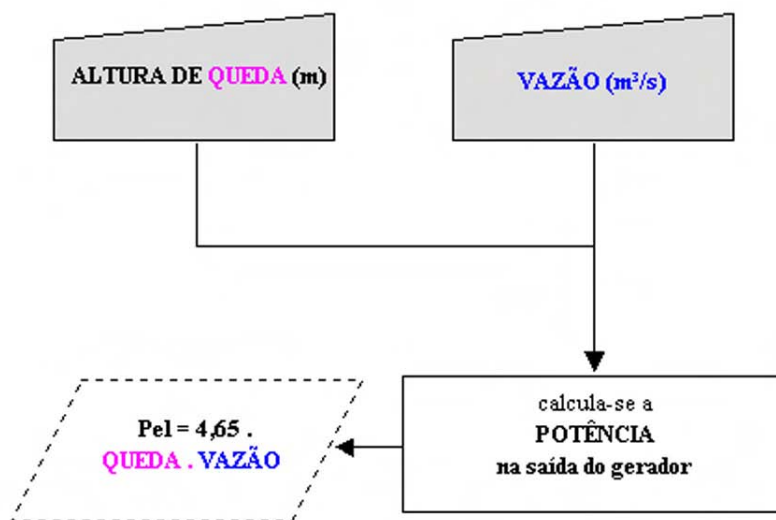 ALTURA DE QUEDA (m)
VAZÃO (m³/s)
calcula-se a
POTÊNCIA
na saída do gerador
Pel = 4,65 .
QUEDA . VAZÃO